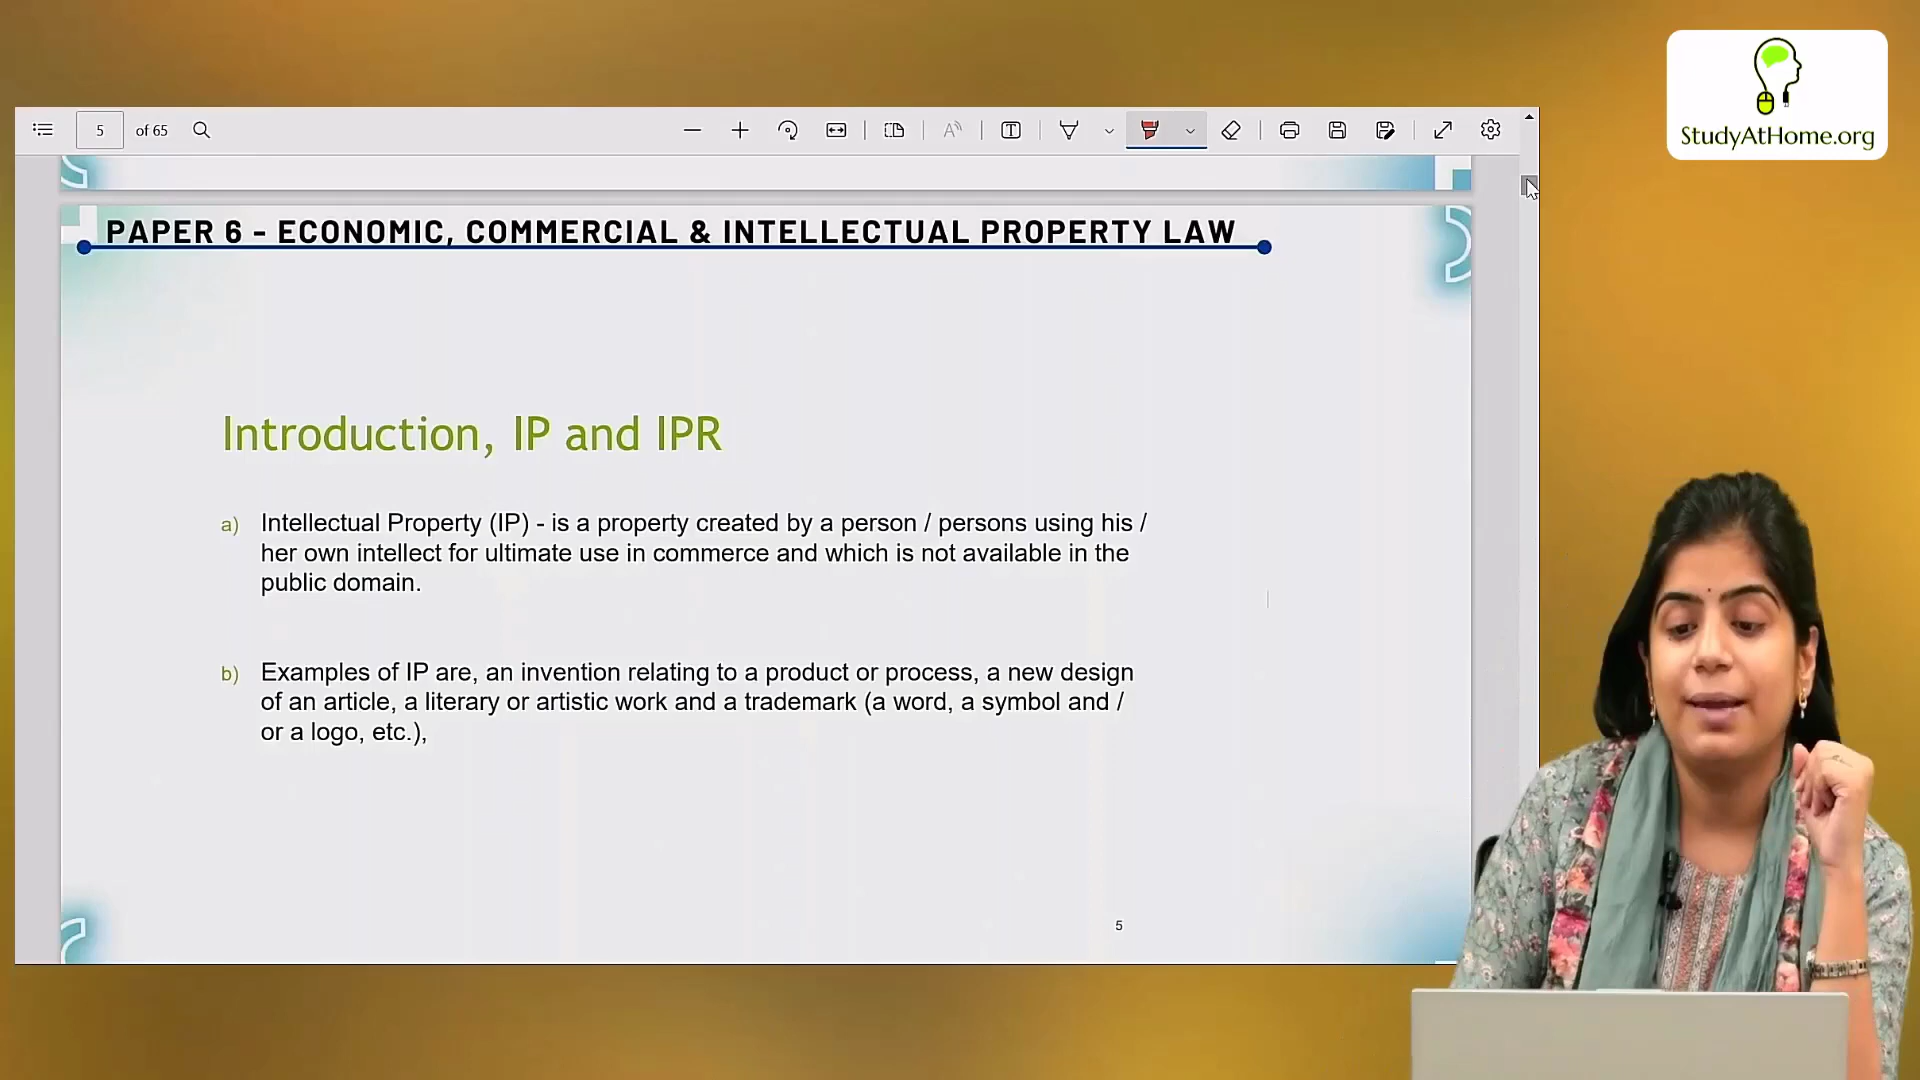 StudyAtHome.org
5 of 65
PAPER 6 - ECONOMIC, COMMERCIAL & INTELLECTUAL PROPERTY LAW
Introduction, IP and IPR
a) Intellectual Property (IP) - is a property created by a person / persons using his /
her own intellect for ultimate use in commerce and which is not available in the
public domain.
b) Examples of IP are, an invention relating to a product or process, a new design
of an article, a literary or artistic work and a trademark (a word, a symbol and /
or a logo, etc.),
5